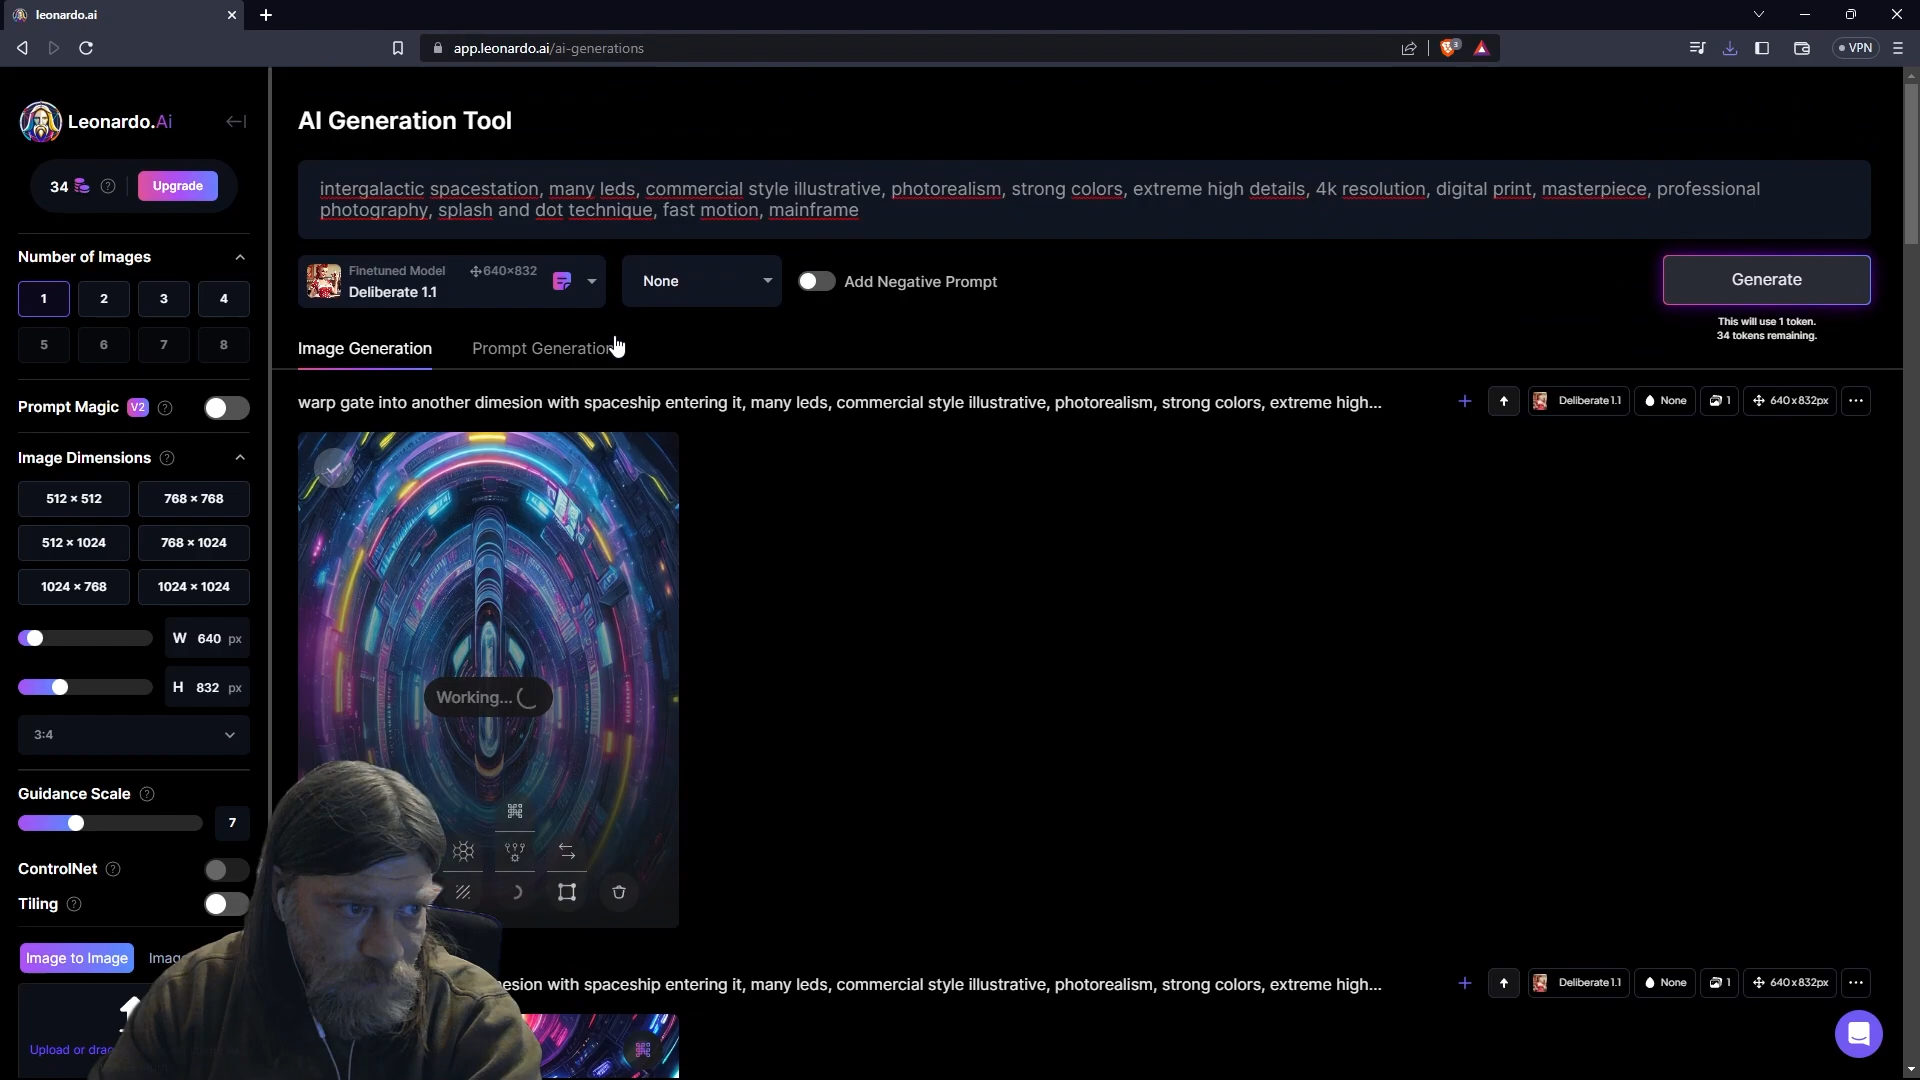 leonardo.ai
app.leonardo.ai/ai-generations
VPN
Leonardo.Ai
34
Upgrade
Number of Images
1 2 3 4
5 6 7 8
Prompt Magic V2
Image Dimensions
512 × 512 768 × 768
512 × 1024 768 × 1024
1024 × 768 1024 × 1024
W 640 px
H 832 px
3:4
Guidance Scale
7
ControlNet
Tiling
Image to Image Imag
Upload or drag
AI Generation Tool
intergalactic spacestation, many leds, commercial style illustrative, photorealism, strong colors, extreme high details, 4k resolution, digital print, masterpiece, professional
photography, splash and dot technique, fast motion, mainframe
Finetuned Model 640×832
Deliberate 1.1
None
Add Negative Prompt
Generate
This will use 1 token.
34 tokens remaining.
Image Generation Prompt Generation
warp gate into another dimesion with spaceship entering it, many leds, commercial style illustrative, photorealism, strong colors, extreme high...
Deliberate 1.1 None 1 640 x 832px
Working...
esion with spaceship entering it, many leds, commercial style illustrative, photorealism, strong colors, extreme high...
Deliberate 1.1 None 1 640 x 832px